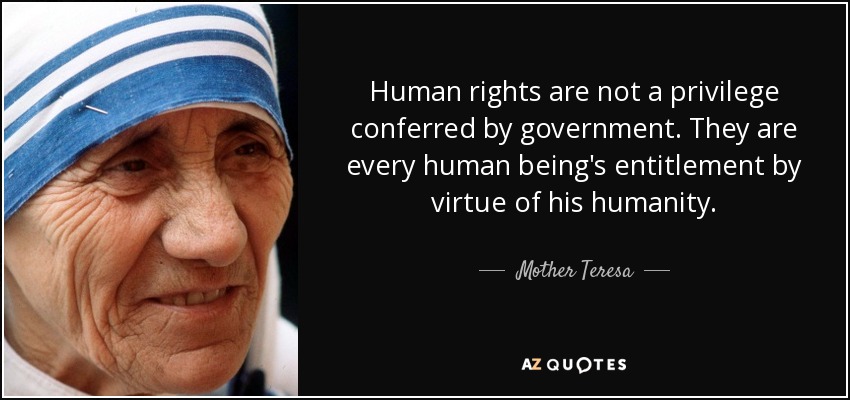 Human rights are not a privilege
conferred by government. They are
every human being's entitlement by
virtue of his humanity.
Mother Teresa
AZ QUOTES